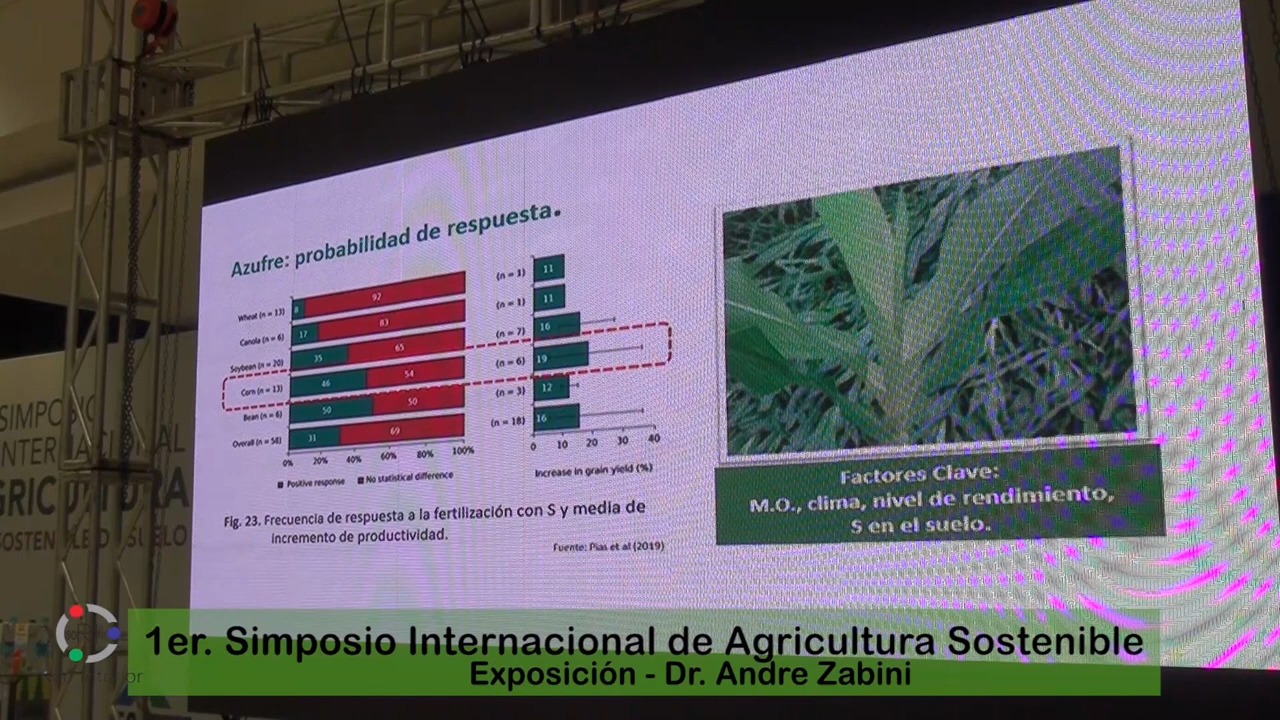 Azufre: probabilidad de respuesta.
Wheat (n = 13)
8
92
Canola (n = 6)
17
83
Soybean (n = 20)
35
65
Corn (n = 13)
46
54
Bean (n = 6)
50
50
Overall (n = 58)
31
69
0% 20% 40% 60% 80% 100%
Positive response No statistical difference
(n = 1) 11
(n = 1) 11
(n = 7) 16
(n = 6) 19
(n = 3) 12
(n = 18) 16
0 10 20 30 40
Increase in grain yield (%)
Fig. 23. Frecuencia de respuesta a la fertilización con S y media de
incremento de productividad.
Fuente: Pias et al (2019)
Factores Clave:
M.O., clima, nivel de rendimiento,
S en el suelo.
1er. Simposio Internacional de Agricultura Sostenible
Exposición - Dr. Andre Zabini